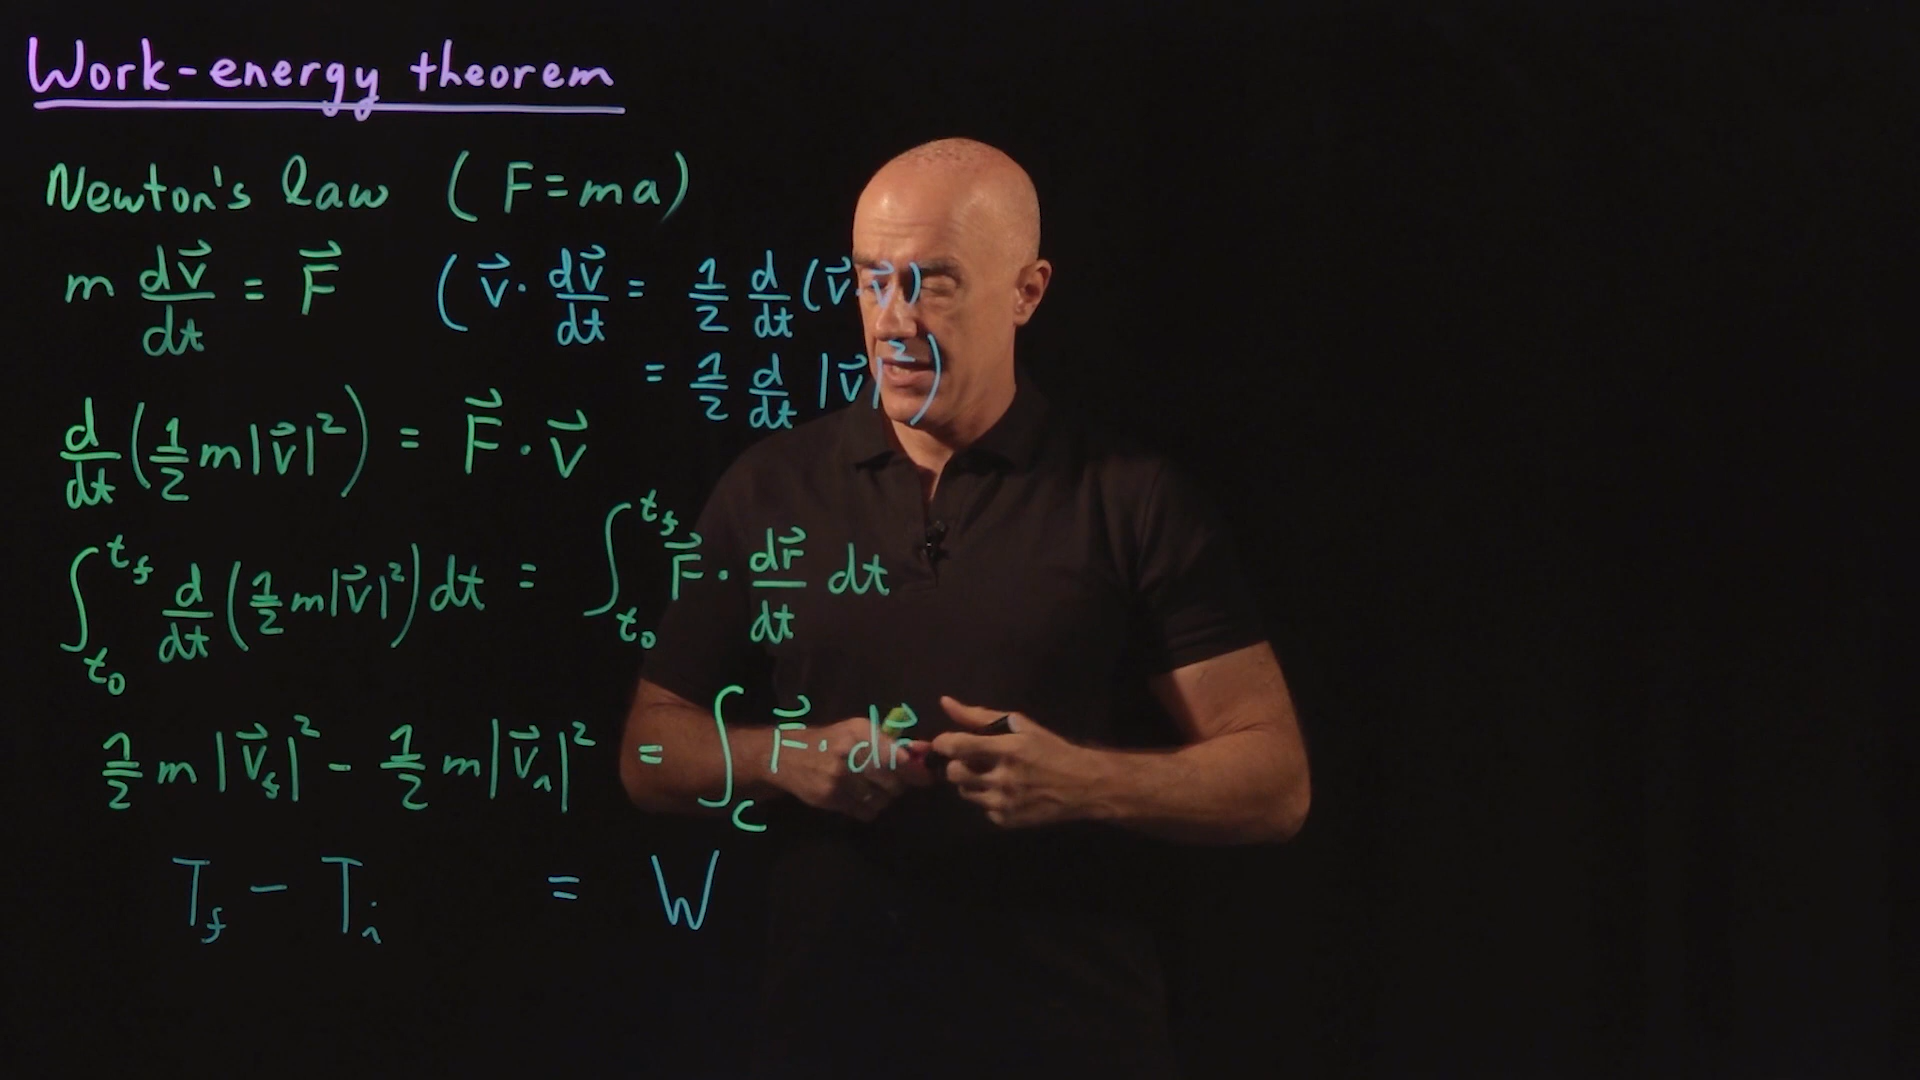 Work-energy theorem
Newton's law (F=ma)
m dv⃗/dt = F⃗ (v⃗ · dv⃗/dt = 1/2 d/dt (v⃗·v⃗)
= 1/2 d/dt |v⃗|²)
d/dt (1/2 m|v⃗|²) = F⃗ · v⃗
∫_{t₀}^{t_f} d/dt (1/2 m|v⃗|²) dt = ∫_{t₀}^{t_f} F⃗ · dr⃗/dt dt
1/2 m |v⃗_f|² - 1/2 m |v⃗_i|² = ∫_C F⃗ · dr⃗
T_f - T_i = W